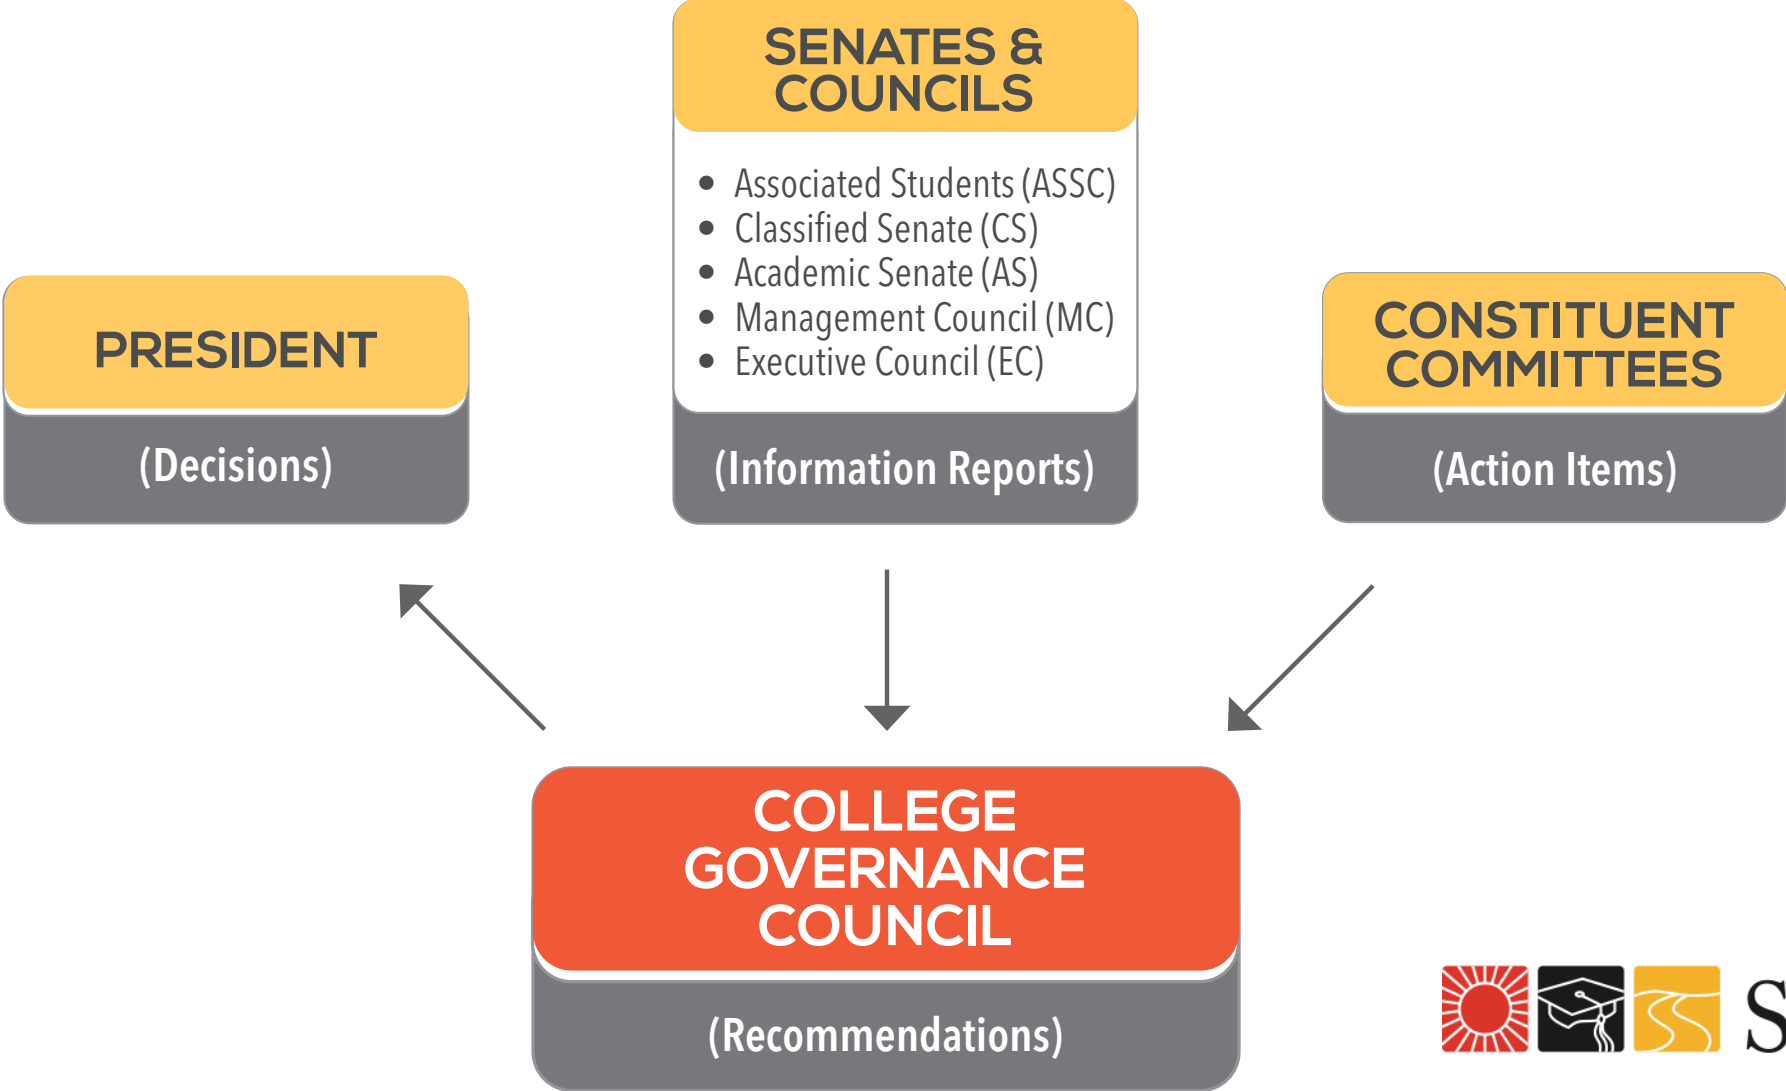 SENATES &
COUNCILS
• Associated Students (ASSC)
• Classified Senate (CS)
• Academic Senate (AS)
• Management Council (MC)
• Executive Council (EC)
(Information Reports)
PRESIDENT
(Decisions)
CONSTITUENT
COMMITTEES
(Action Items)
COLLEGE
GOVERNANCE
COUNCIL
(Recommendations)
S